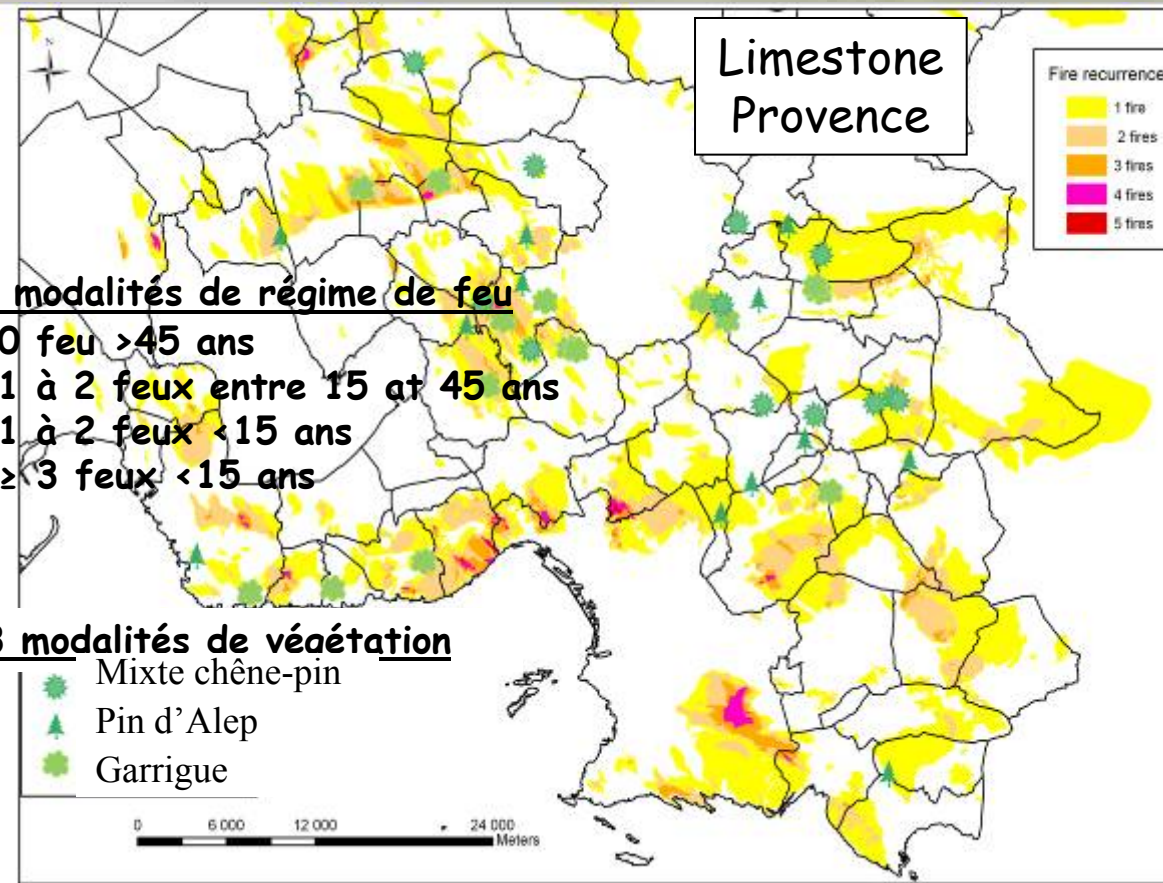 Limestone
Provence
N
Fire recurrence
1 fire
2 fires
3 fires
4 fires
5 fires
modalités de régime de feu
0 feu >45 ans
1 à 2 feux entre 15 at 45 ans
1 à 2 feux <15 ans
≥ 3 feux <15 ans
3 modalités de végétation
Mixte chêne-pin
Pin d'Alep
Garrigue
0 6 000 12 000 24 000
Meters